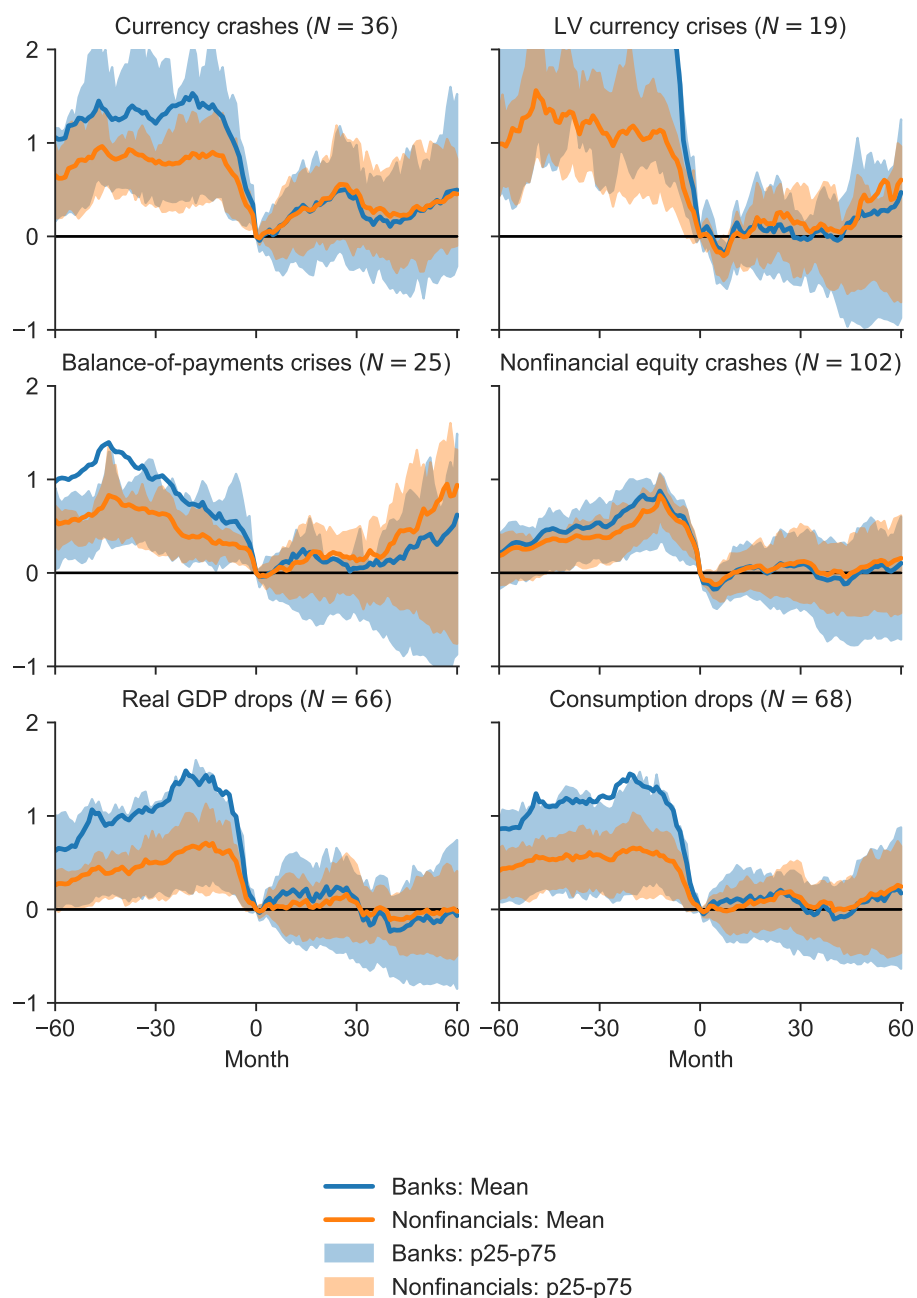 Currency crashes (N = 36)
LV currency crises (N = 19)
2
1
0
−1
Balance-of-payments crises (N = 25)
Nonfinancial equity crashes (N = 102)
2
1
0
−1
Real GDP drops (N = 66)
Consumption drops (N = 68)
2
1
0
−1
−60 −30 0 30 60
−60 −30 0 30 60
Month
Month
Banks: Mean
Nonfinancials: Mean
Banks: p25-p75
Nonfinancials: p25-p75